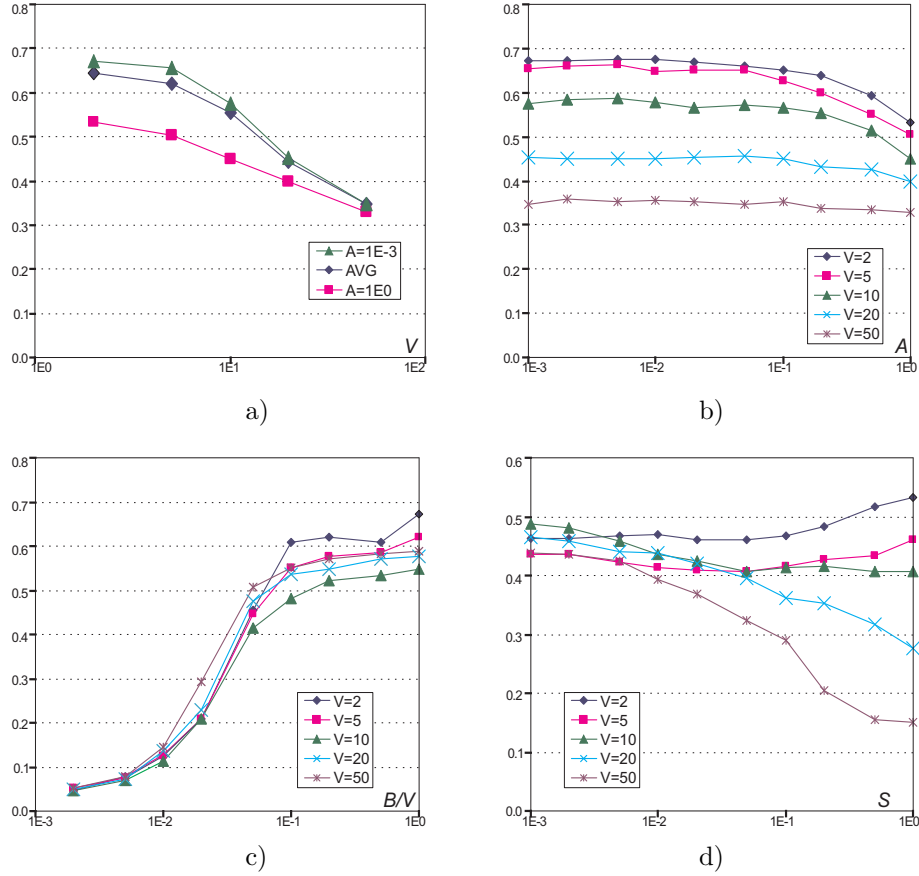 0.8
0.7
0.6
0.5
0.4
0.3
0.2
0.1
0.0
A=1E-3
AVG
A=1E0
V
1E0
1E1
1E2
a)
0.8
0.7
0.6
0.5
0.4
0.3
0.2
0.1
0.0
V=2
V=5
V=10
V=20
V=50
A
1E-3
1E-2
1E-1
1E0
b)
0.8
0.7
0.6
0.5
0.4
0.3
0.2
0.1
0.0
V=2
V=5
V=10
V=20
V=50
B/V
1E-3
1E-2
1E-1
1E0
c)
0.6
0.5
0.4
0.3
0.2
0.1
0.0
V=2
V=5
V=10
V=20
V=50
S
1E-3
1E-2
1E-1
1E0
d)